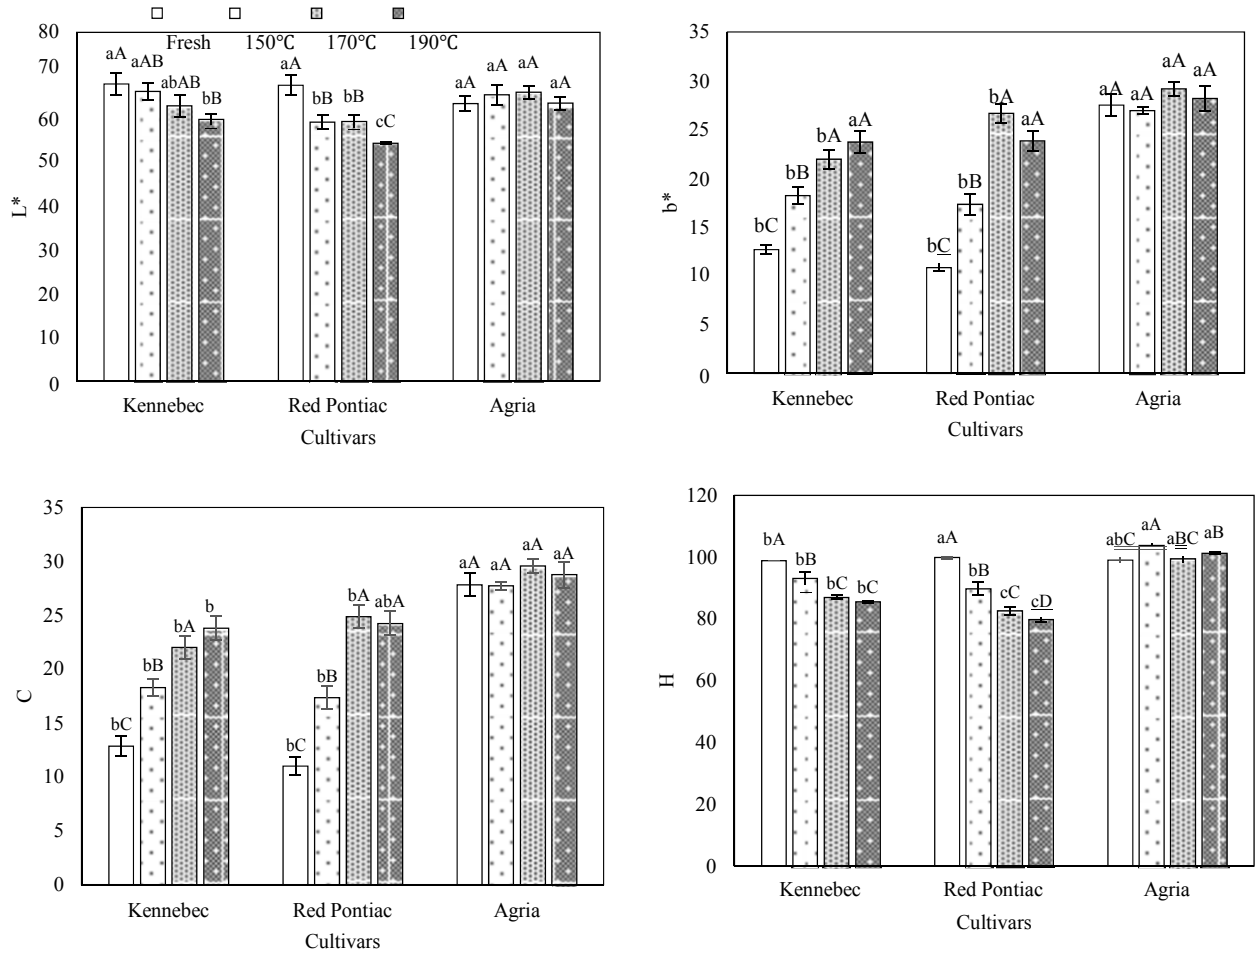 Fresh 150°C 170°C 190°C
80
70
60
50
60
40
30
20
10
0
L*
aA aAB abAB bB
aA bB bB cC
aA aA aA aA
Kennebec Red Pontiac Agria
Cultivars
35
30
25
20
15
10
5
0
b*
bC bB bA aA
bC bB bA aA
aA aA aA aA
Kennebec Red Pontiac Agria
Cultivars
35
30
25
20
15
10
5
0
C
bC bB bA b
bC bB bA abA
aA aA aA aA
Kennebec Red Pontiac Agria
Cultivars
120
100
80
60
40
20
0
H
bA bB bC bC
aA bB cC cD
abC aA aBC aB
Kennebec Red Pontiac Agria
Cultivars